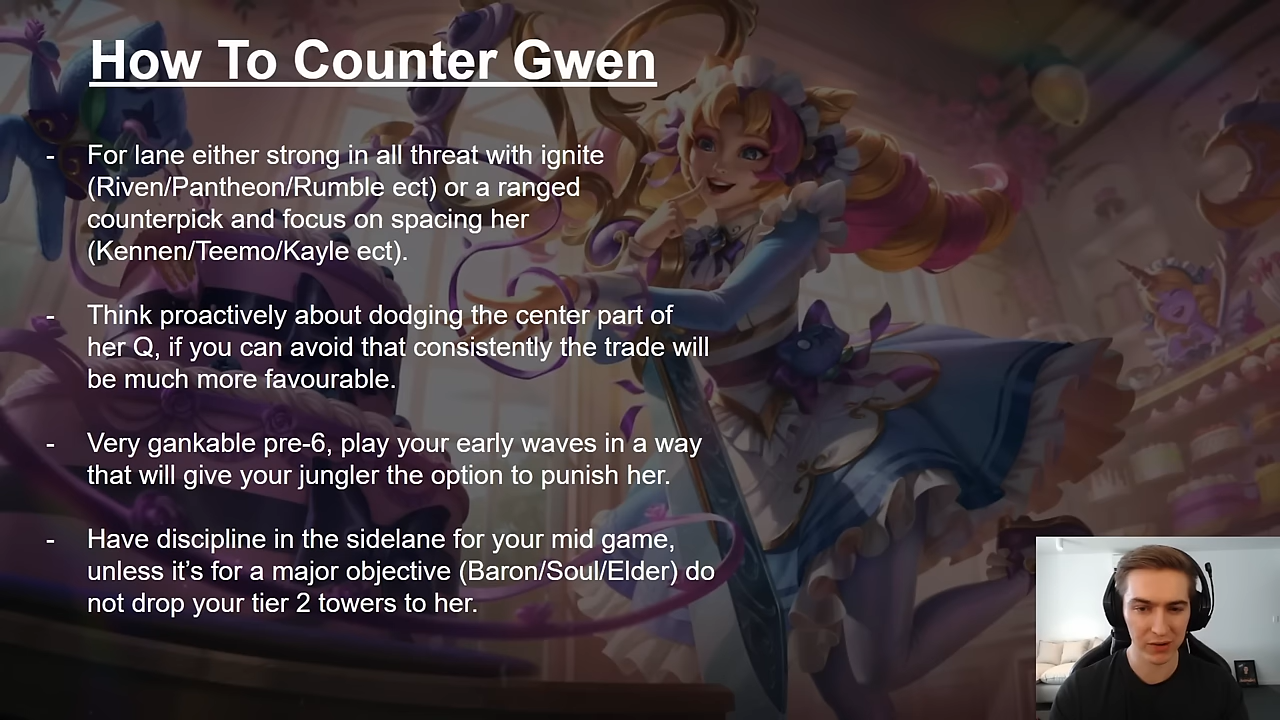 How To Counter Gwen
- For lane either strong in all threat with ignite
(Riven/Pantheon/Rumble ect) or a ranged
counterpick and focus on spacing her
(Kennen/Teemo/Kayle ect).
- Think proactively about dodging the center part of
her Q, if you can avoid that consistently the trade will
be much more favourable.
- Very gankable pre-6, play your early waves in a way
that will give your jungler the option to punish her.
- Have discipline in the sidelane for your mid game,
unless it’s for a major objective (Baron/Soul/Elder) do
not drop your tier 2 towers to her.